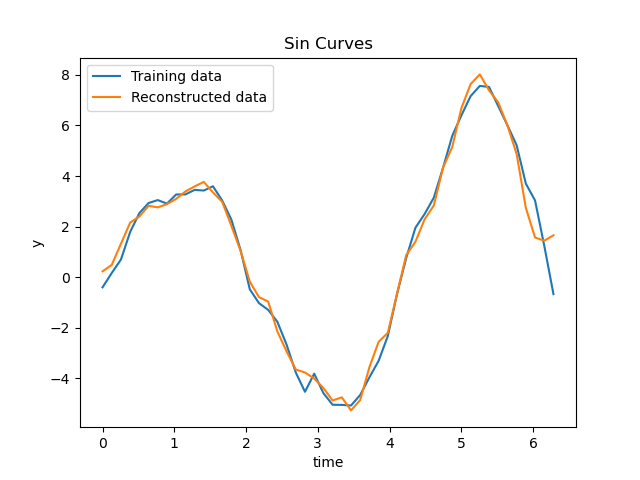 Sin Curves
Training data
Reconstructed data
8
6
4
2
0
−2
−4
y
0 1 2 3 4 5 6
time